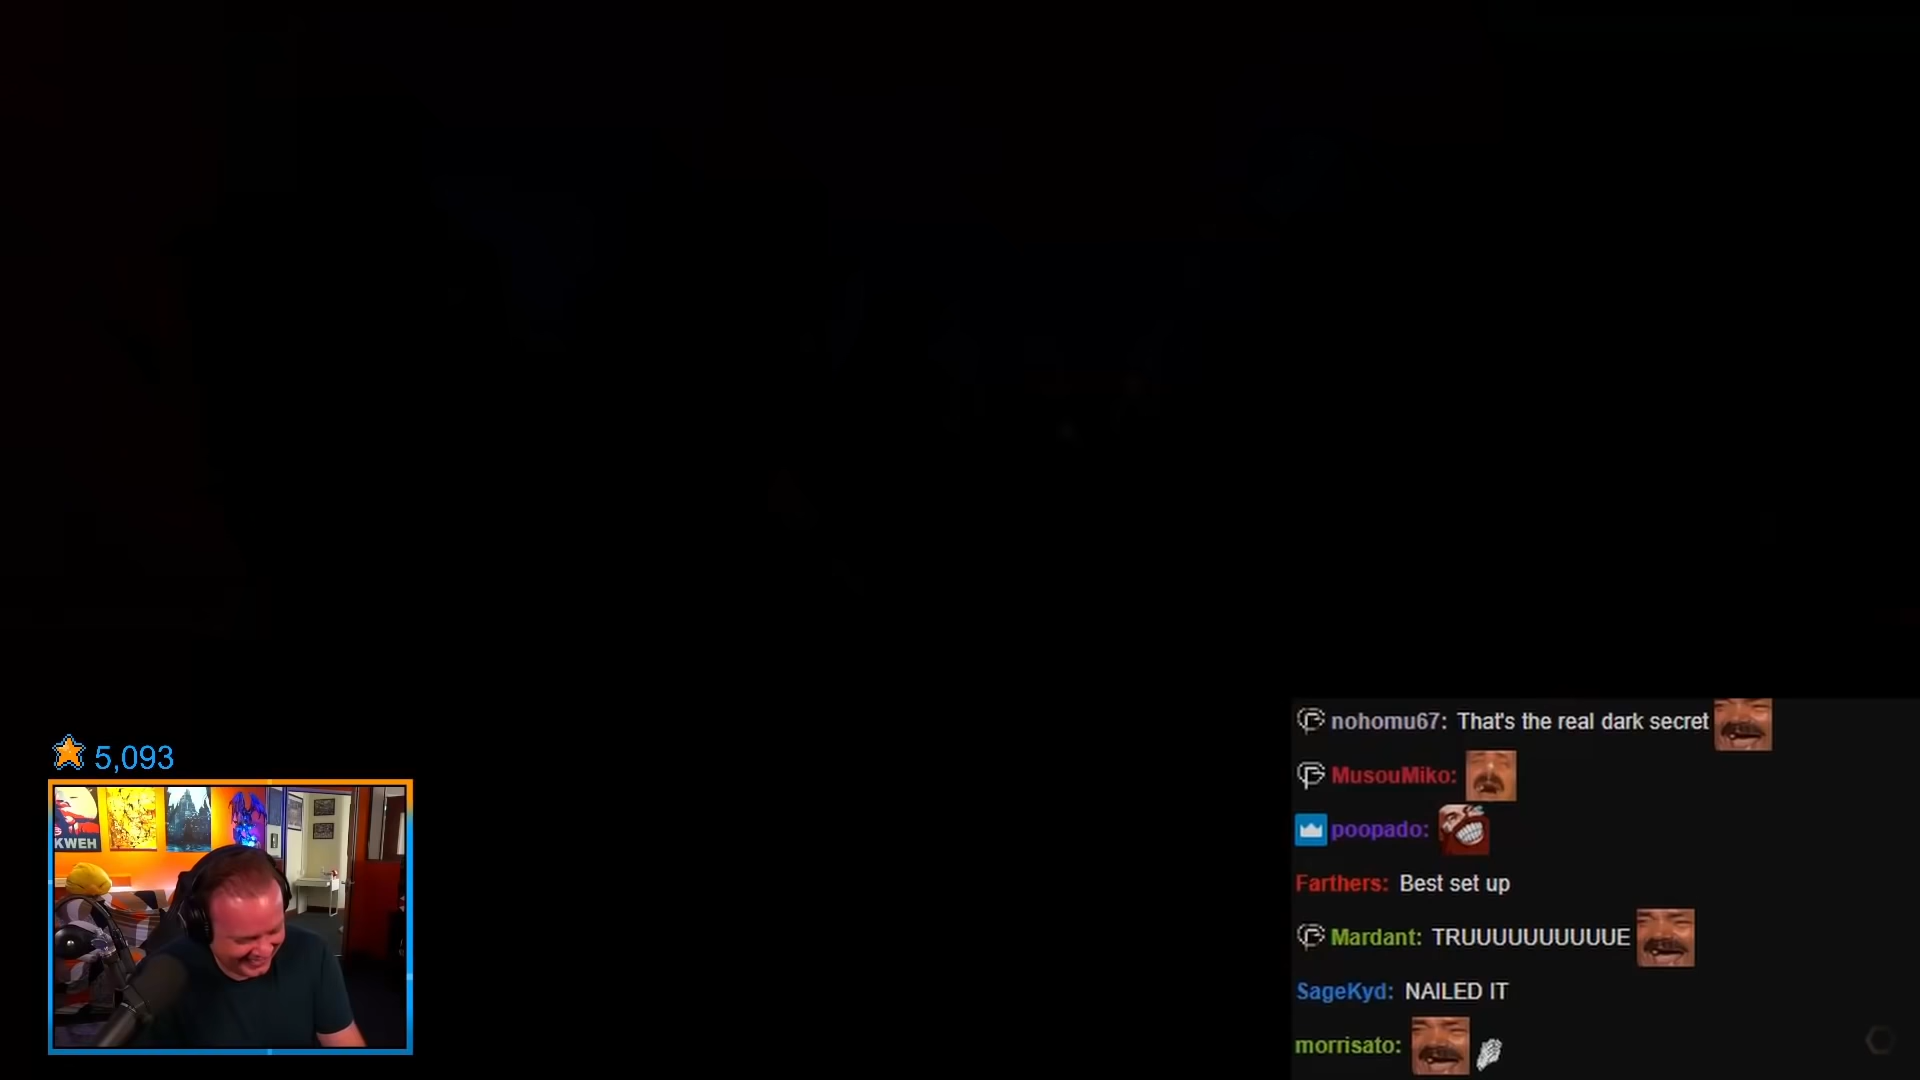 nohomu67: That's the real dark secret
MusouMiko:
poopado:
Farthers: Best set up
Mardant: TRUUUUUUUUUUE
SageKyd: NAILED IT
morrisato:
5,093
KWEH